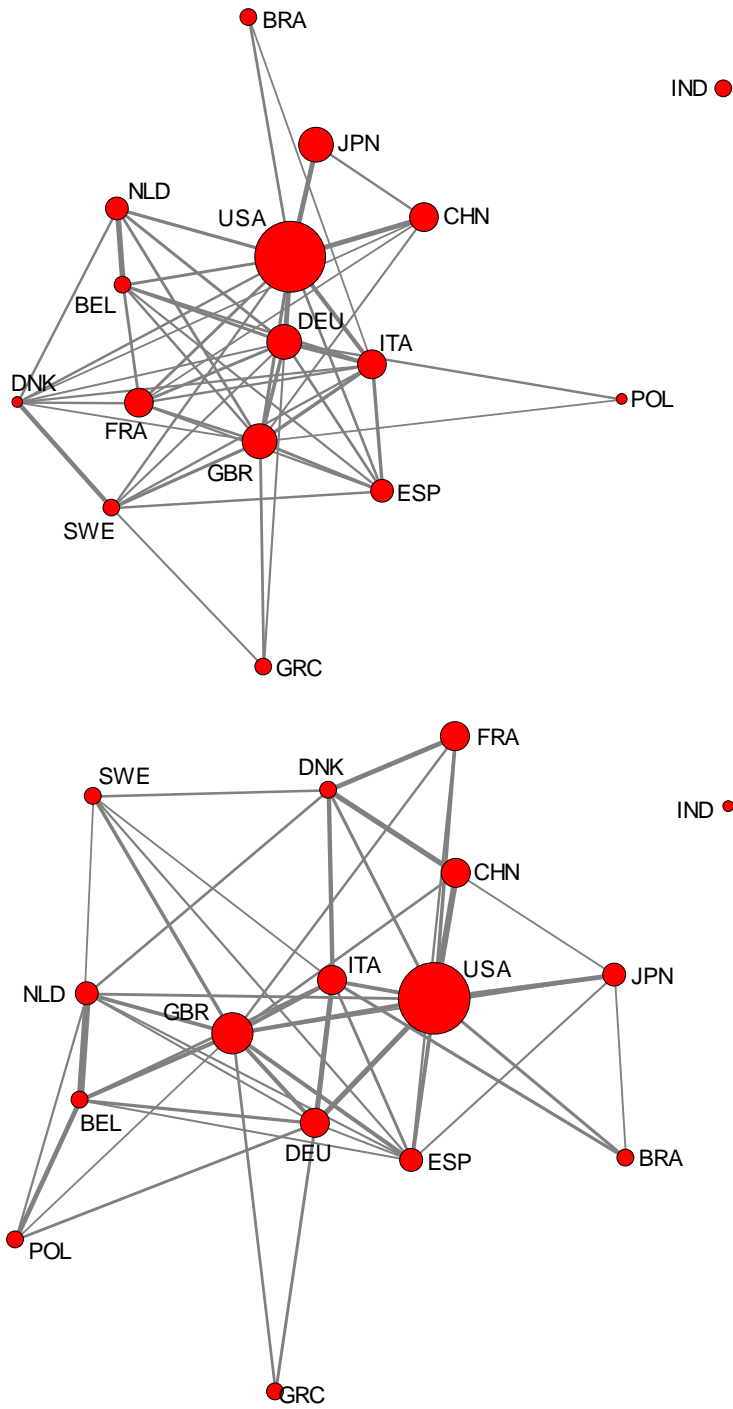 BRA
IND
JPN
NLD
USA
CHN
BEL
DEU
ITA
DNK
FRA
POL
GBR
ESP
SWE
GRC
FRA
SWE
DNK
IND
CHN
ITA
USA
JPN
NLD
GBR
BEL
DEU
ESP
BRA
POL
GRC